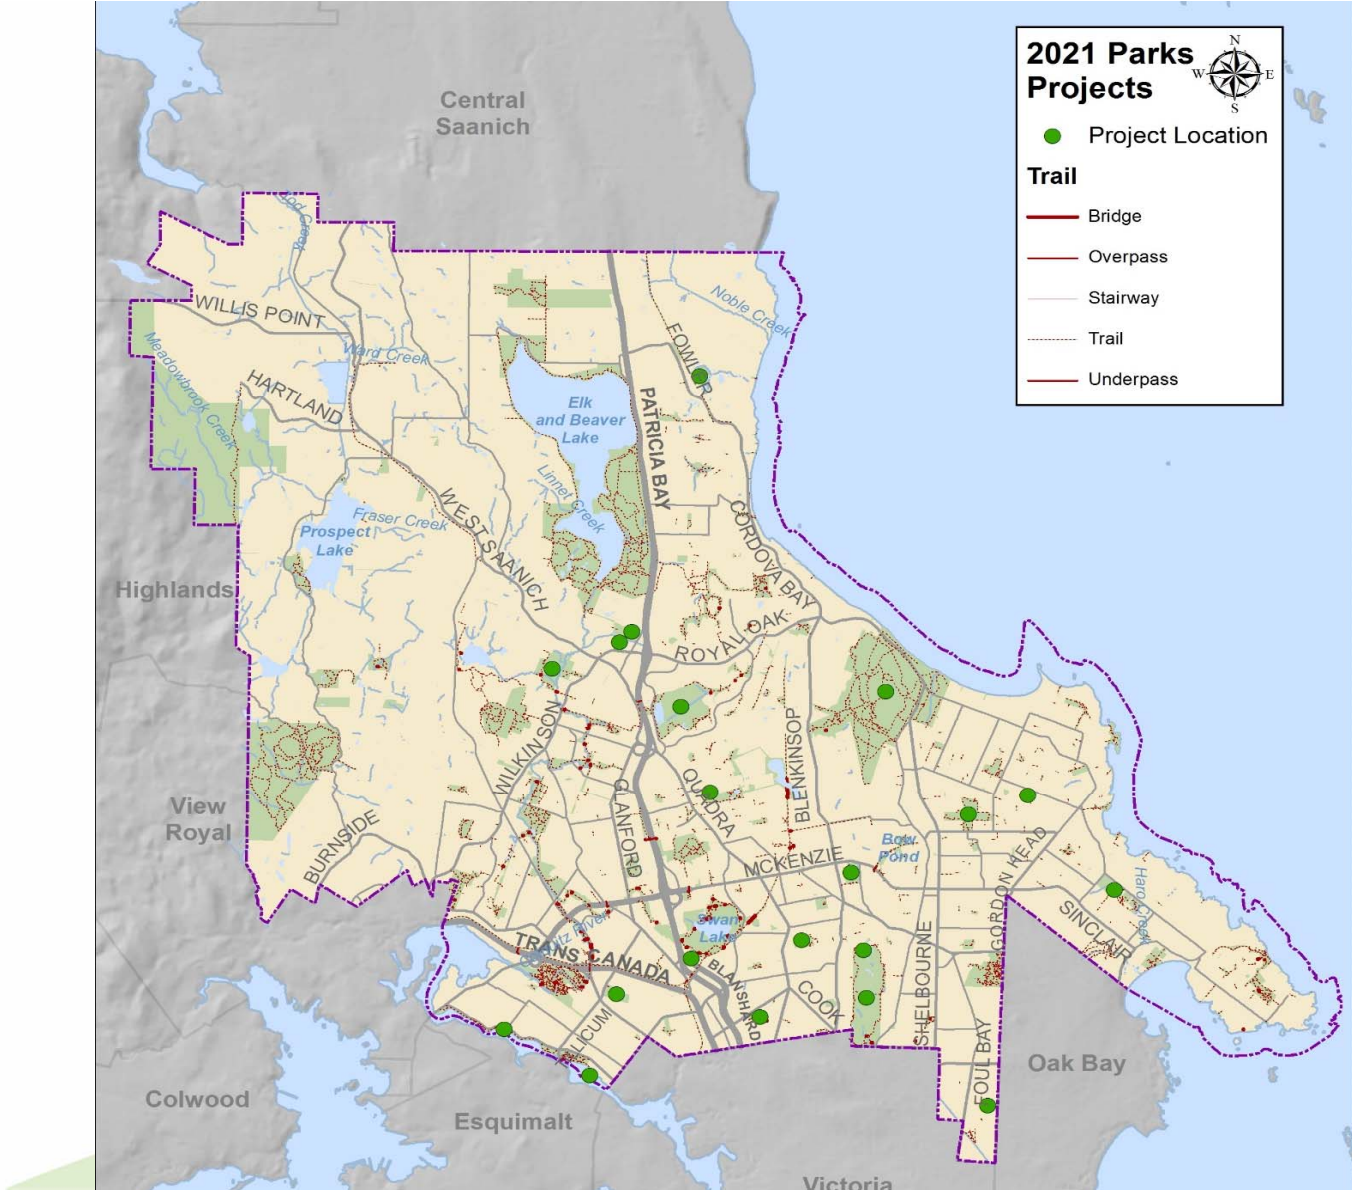 Central
Saanich
2021 Parks
Projects
N
W
E
S
Project Location
Trail
Bridge
Overpass
Stairway
Trail
Underpass
WILLIS POINT
Noble Creek
Meadowbrook Creek
Ward Creek
FOWLER
HARTLAND
Elk
and Beaver
Lake
PATRICIA BAY
Linnet Creek
WEST SAANICH
Fraser Creek
Prospect
Lake
CORDOVA BAY
Highlands
ROYAL OAK
WILKINSON
GLANFORD
QUADRA
BLENKINSOP
View
Royal
BURNSIDE
MCKENZIE
Bow
Pond
GORDON HEAD
Haro Creek
SINCLAIR
Swan
Lake
TRANS CANADA
BLANSHARD
COOK
SHELBOURNE
TILLICUM
FOUL BAY
Oak Bay
Colwood
Esquimalt
Victoria